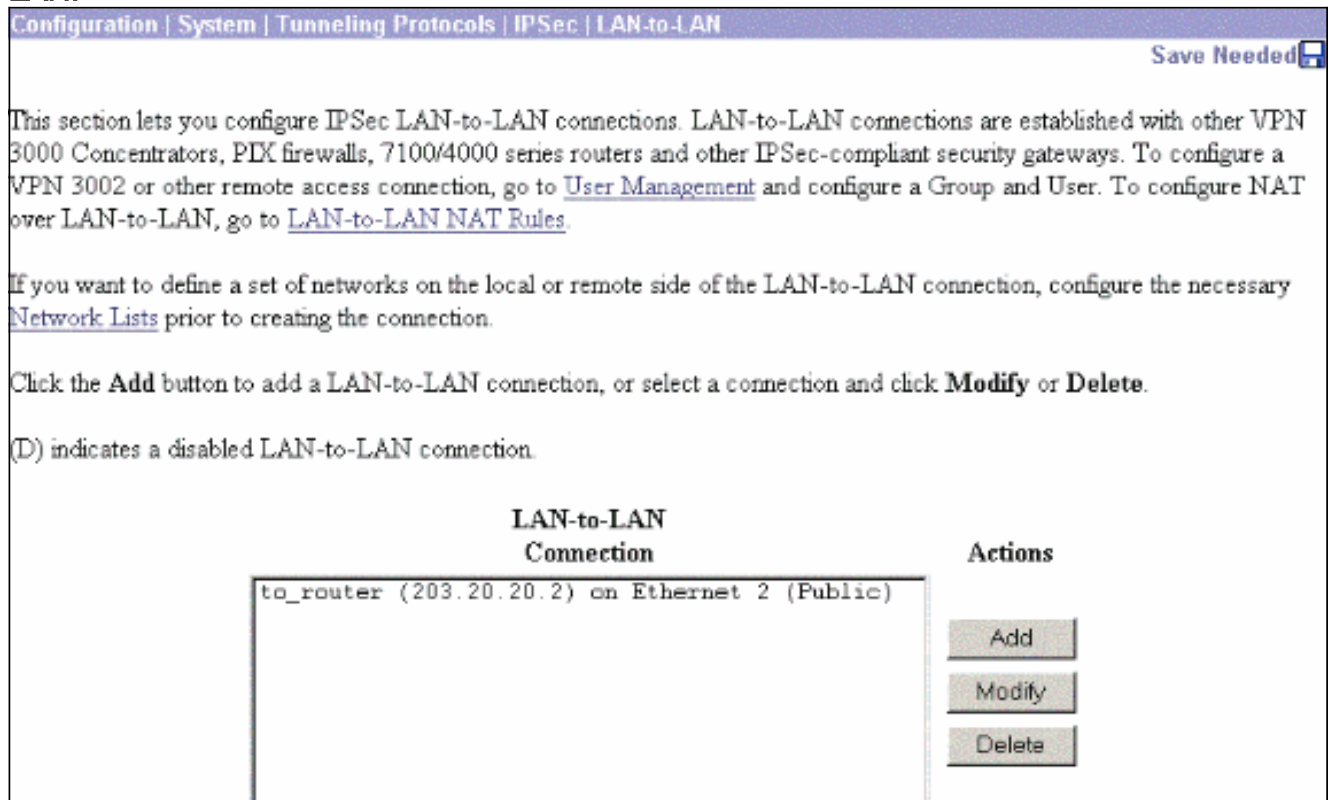 Configuration | System | Tunneling Protocols | IPSec | LAN-to-LAN
Save Needed
This section lets you configure IPSec LAN-to-LAN connections. LAN-to-LAN connections are established with other VPN
3000 Concentrators, PIX firewalls, 7100/4000 series routers and other IPSec-compliant security gateways. To configure a
VPN 3002 or other remote access connection, go to User Management and configure a Group and User. To configure NAT
over LAN-to-LAN, go to LAN-to-LAN NAT Rules.
If you want to define a set of networks on the local or remote side of the LAN-to-LAN connection, configure the necessary
Network Lists prior to creating the connection.
Click the Add button to add a LAN-to-LAN connection, or select a connection and click Modify or Delete.
(D) indicates a disabled LAN-to-LAN connection.
LAN-to-LAN
Connection
Actions
to_router (203.20.20.2) on Ethernet 2 (Public)
Add
Modify
Delete